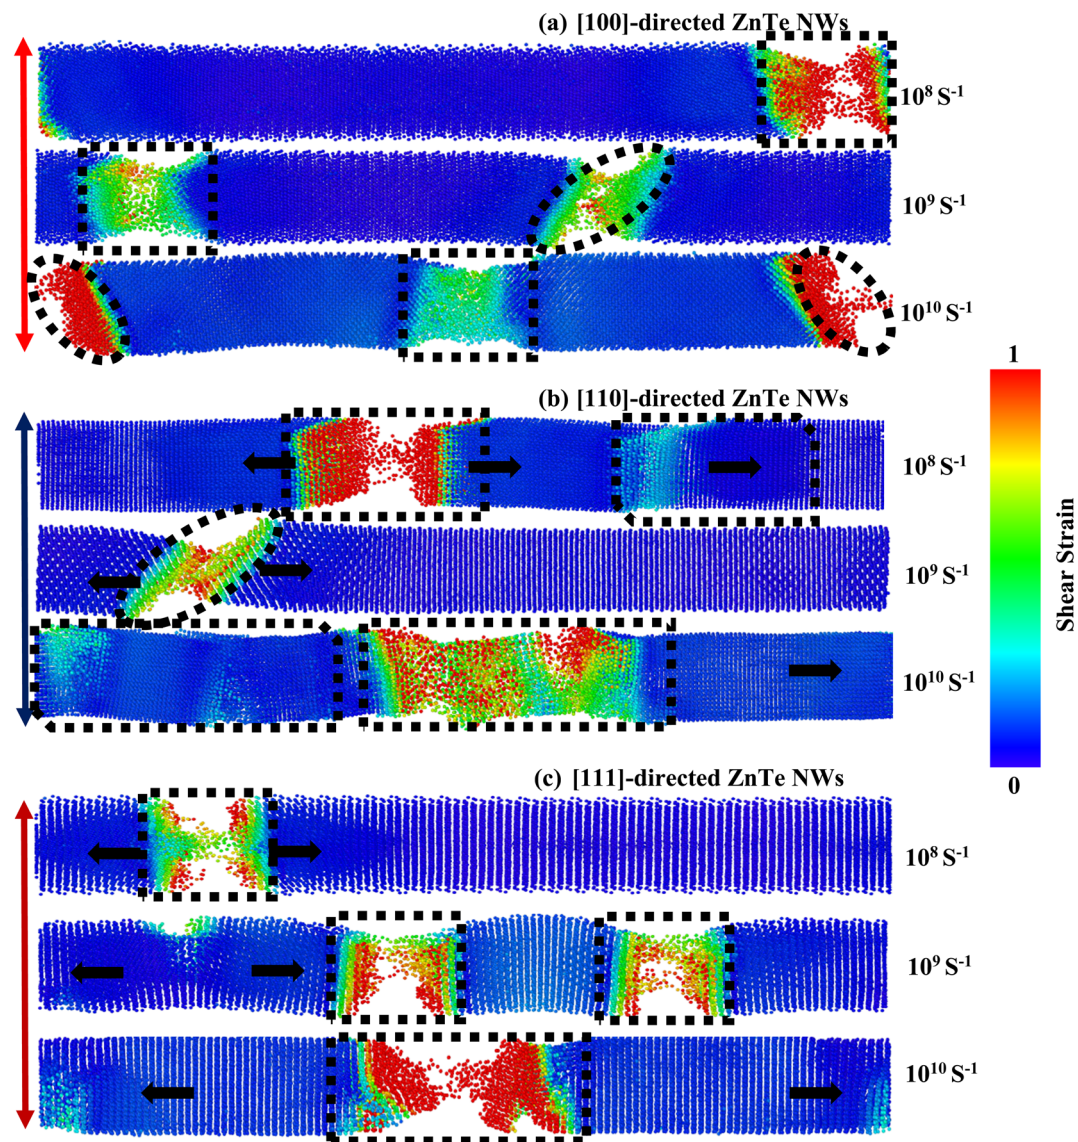 (a) [100]-directed ZnTe NWs
10⁸ S⁻¹
10⁹ S⁻¹
10¹⁰ S⁻¹
(b) [110]-directed ZnTe NWs
10⁸ S⁻¹
10⁹ S⁻¹
10¹⁰ S⁻¹
(c) [111]-directed ZnTe NWs
10⁸ S⁻¹
10⁹ S⁻¹
10¹⁰ S⁻¹
1
Shear Strain
0